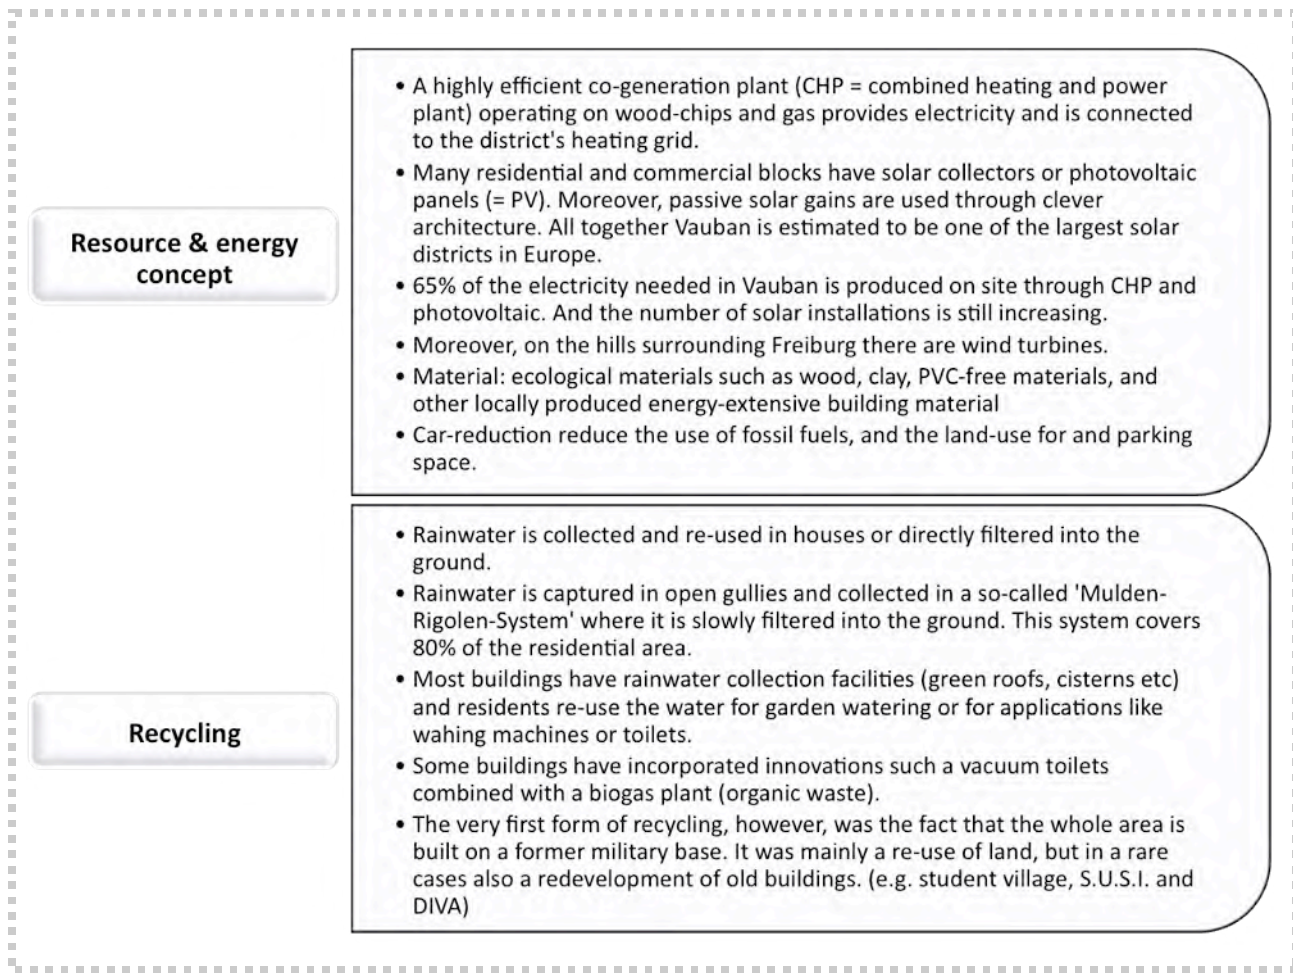 Resource & energy
concept
• A highly efficient co-generation plant (CHP = combined heating and power
plant) operating on wood-chips and gas provides electricity and is connected
to the district's heating grid.
• Many residential and commercial blocks have solar collectors or photovoltaic
panels (= PV). Moreover, passive solar gains are used through clever
architecture. All together Vauban is estimated to be one of the largest solar
districts in Europe.
• 65% of the electricity needed in Vauban is produced on site through CHP and
photovoltaic. And the number of solar installations is still increasing.
• Moreover, on the hills surrounding Freiburg there are wind turbines.
• Material: ecological materials such as wood, clay, PVC-free materials, and
other locally produced energy-extensive building material
• Car-reduction reduce the use of fossil fuels, and the land-use for and parking
space.
Recycling
• Rainwater is collected and re-used in houses or directly filtered into the
ground.
• Rainwater is captured in open gullies and collected in a so-called 'Mulden-
Rigolen-System' where it is slowly filtered into the ground. This system covers
80% of the residential area.
• Most buildings have rainwater collection facilities (green roofs, cisterns etc)
and residents re-use the water for garden watering or for applications like
wahing machines or toilets.
• Some buildings have incorporated innovations such a vacuum toilets
combined with a biogas plant (organic waste).
• The very first form of recycling, however, was the fact that the whole area is
built on a former military base. It was mainly a re-use of land, but in a rare
cases also a redevelopment of old buildings. (e.g. student village, S.U.S.I. and
DIVA)